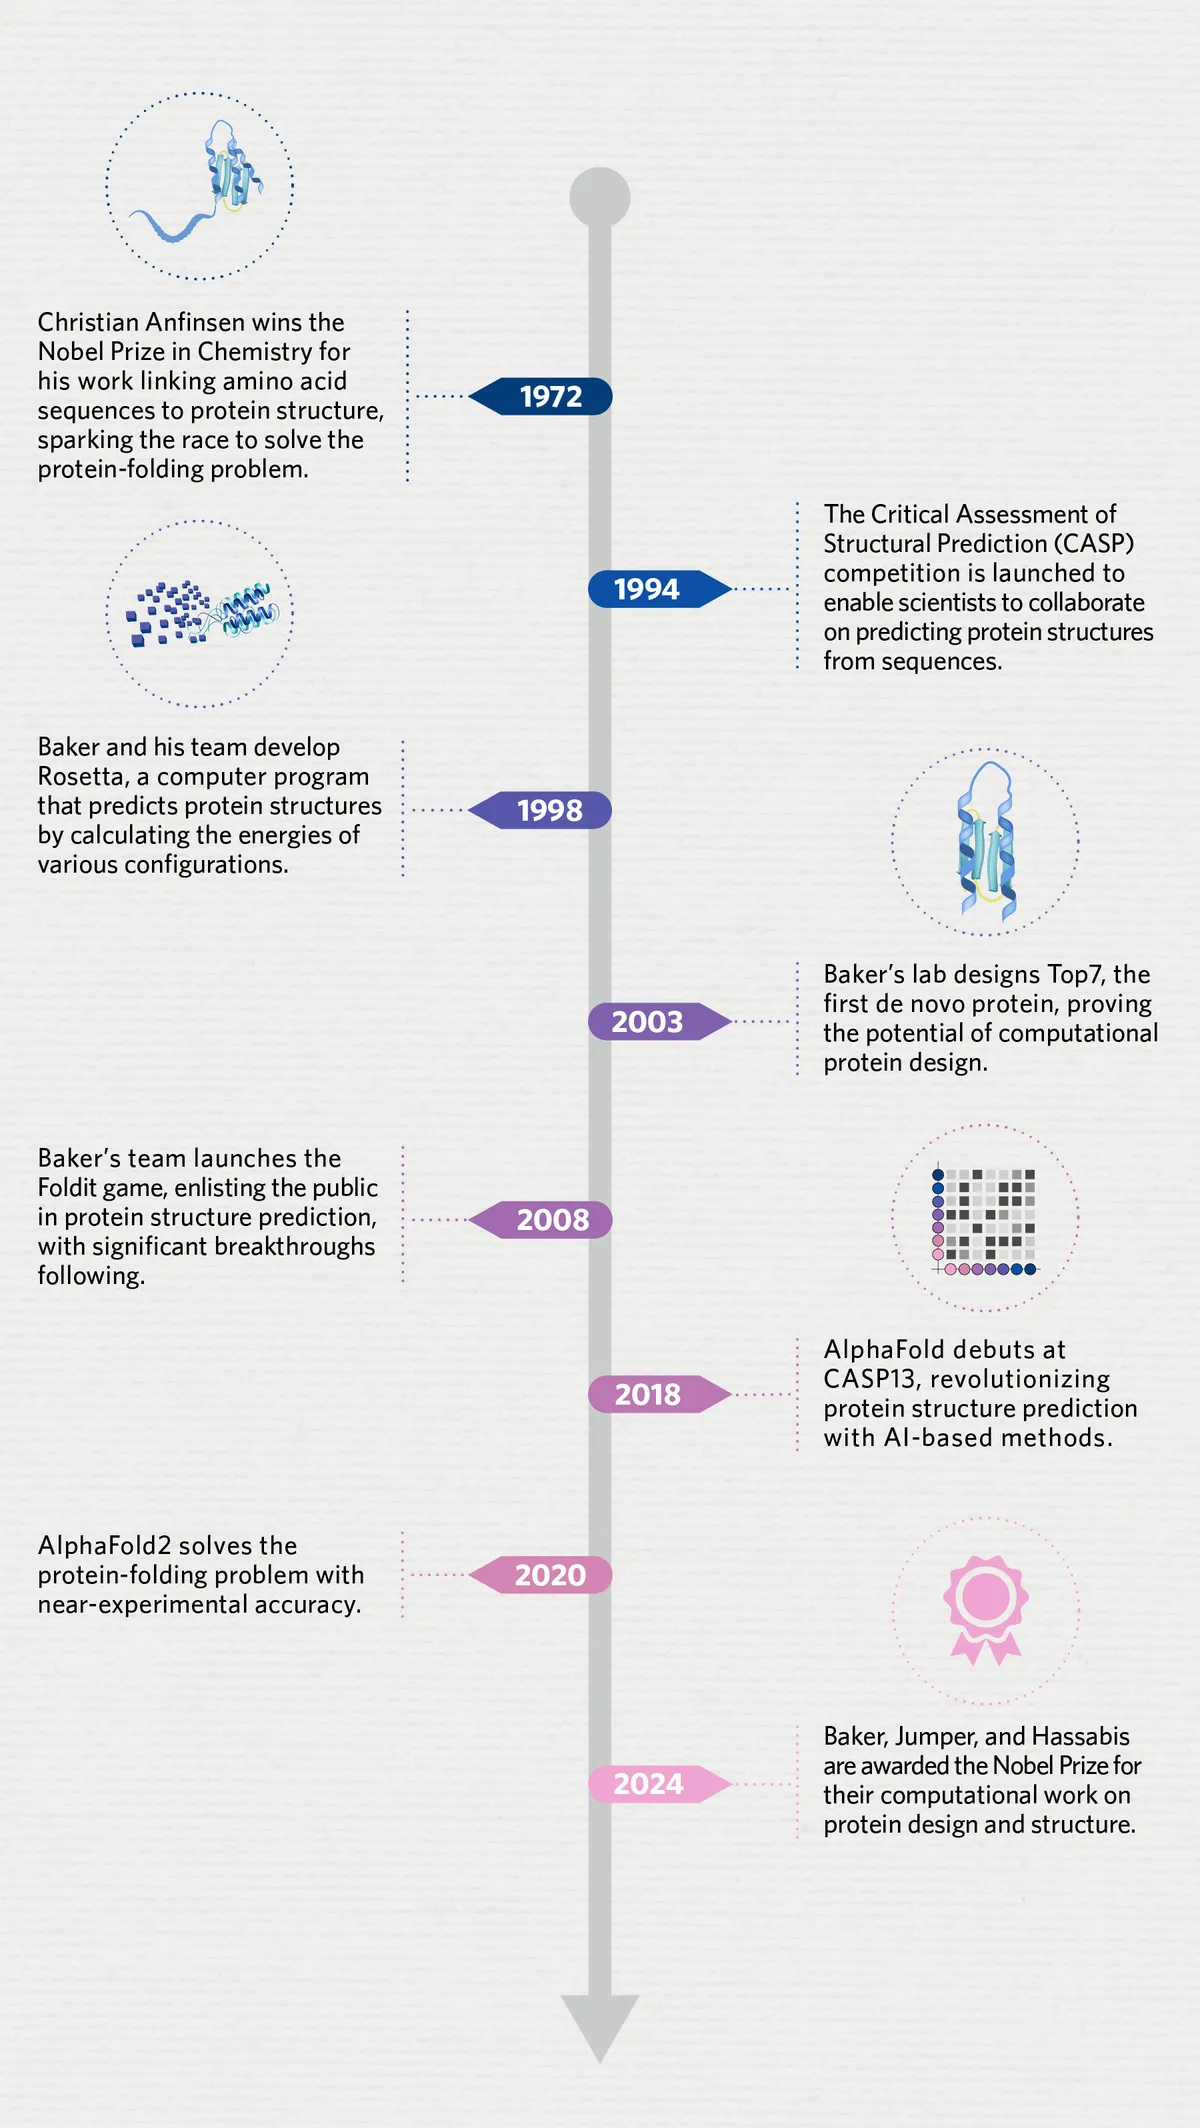 Christian Anfinsen wins the
Nobel Prize in Chemistry for
his work linking amino acid
sequences to protein structure,
sparking the race to solve the
protein-folding problem.
1972
The Critical Assessment of
Structural Prediction (CASP)
competition is launched to
enable scientists to collaborate
on predicting protein structures
from sequences.
1994
Baker and his team develop
Rosetta, a computer program
that predicts protein structures
by calculating the energies of
various configurations.
1998
Baker’s lab designs Top7, the
first de novo protein, proving
the potential of computational
protein design.
2003
Baker’s team launches the
Foldit game, enlisting the public
in protein structure prediction,
with significant breakthroughs
following.
2008
AlphaFold debuts at
CASP13, revolutionizing
protein structure prediction
with AI-based methods.
2018
AlphaFold2 solves the
protein-folding problem with
near-experimental accuracy.
2020
Baker, Jumper, and Hassabis
are awarded the Nobel Prize for
their computational work on
protein design and structure.
2024